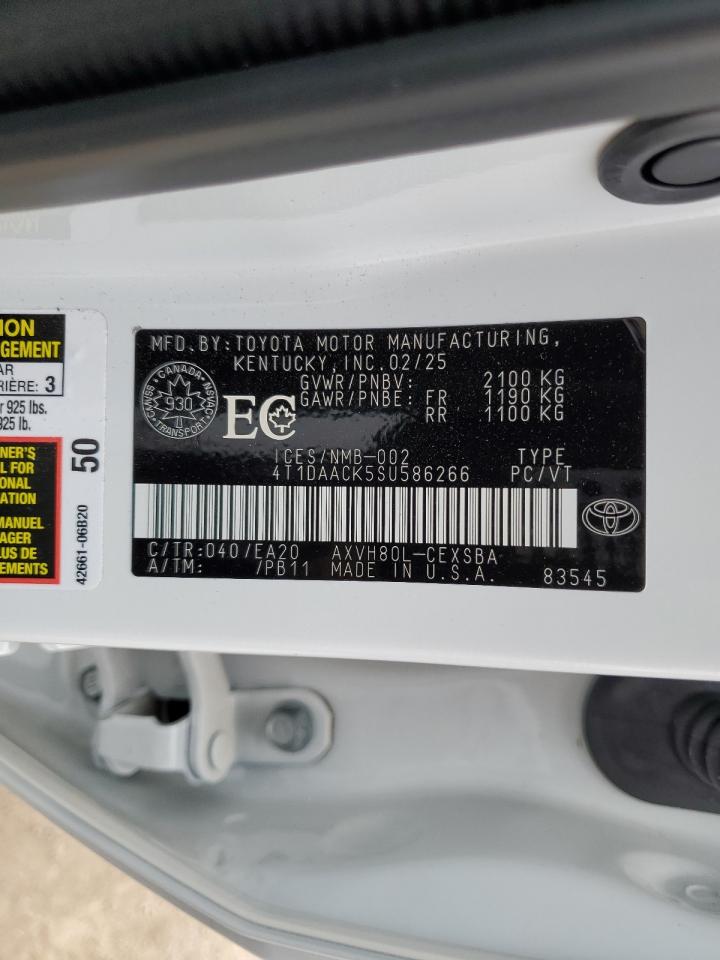 MFD.BY:TOYOTA MOTOR MANUFACTURING,
KENTUCKY,INC.02/25
GVWR/PNBV: 2100 KG
GAWR/PNBE: FR 1190 KG
RR 1100 KG
CANADA
930
TRANSPORT
EC
ICES/NMB-002 TYPE
4T1DAACK5SU586266 PC/VT
C/TR:040/EA20 AXVH80L-CEXSBA
A/TM: /PB11 MADE IN U.S.A. 83545
ION
GEMENT
AR
RIÈRE: 3
r 925 lbs.
925 lb.
NER'S
L FOR
ONAL
ATION
MANUEL
AGER
LUS DE
EMENTS
50
42661-06B20